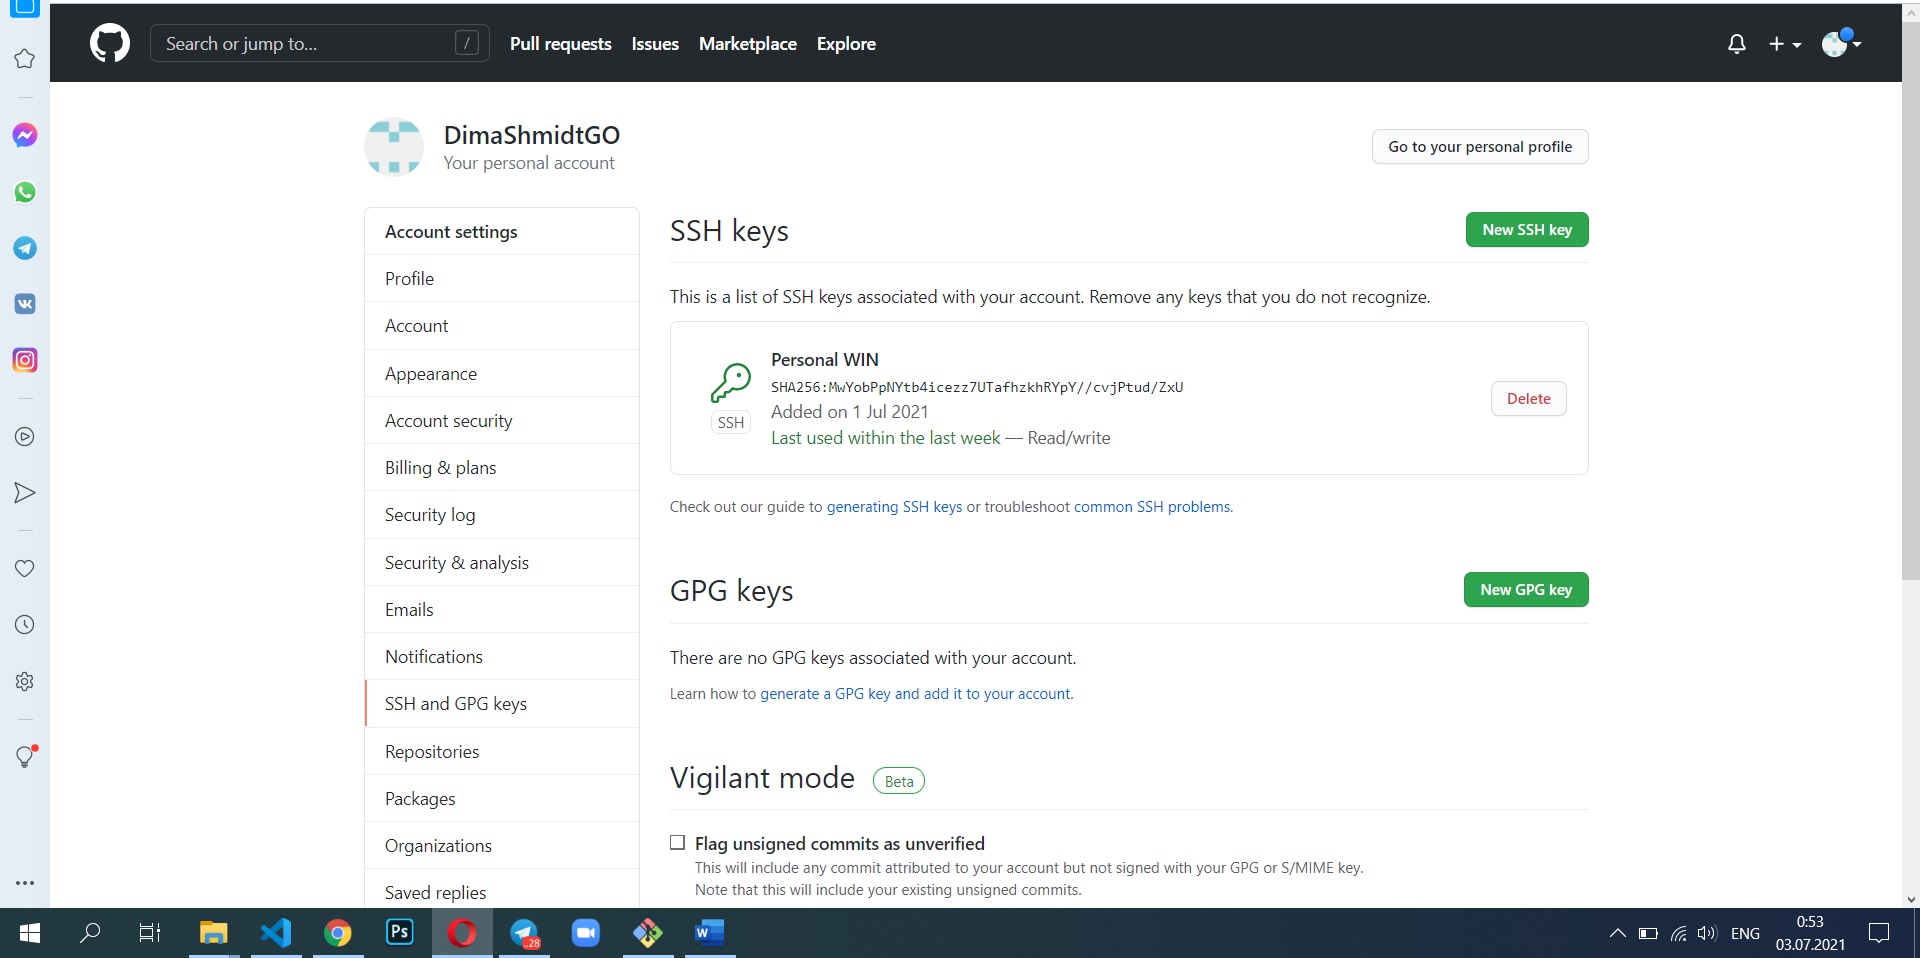 Search or jump to...
/
Pull requests
Issues
Marketplace
Explore
DimaShmidtGO
Your personal account
Go to your personal profile
Account settings
Profile
Account
Appearance
Account security
Billing & plans
Security log
Security & analysis
Emails
Notifications
SSH and GPG keys
Repositories
Packages
Organizations
Saved replies
SSH keys
New SSH key
This is a list of SSH keys associated with your account. Remove any keys that you do not recognize.
Personal WIN
SHA256:MwYobPpNYtb4icezz7UTafhzkhRYpY//cvjPtud/ZxU
Added on 1 Jul 2021
Last used within the last week — Read/write
SSH
Delete
Check out our guide to generating SSH keys or troubleshoot common SSH problems.
GPG keys
New GPG key
There are no GPG keys associated with your account.
Learn how to generate a GPG key and add it to your account.
Vigilant mode
Beta
Flag unsigned commits as unverified
This will include any commit attributed to your account but not signed with your GPG or S/MIME key.
Note that this will include your existing unsigned commits.
Ps
..28
W
ENG
0:53
03.07.2021